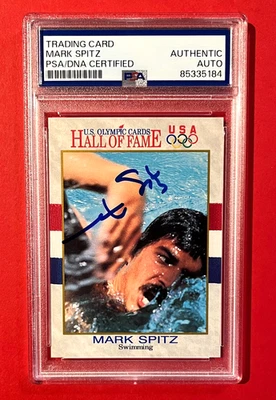 TRADING CARD
MARK SPITZ
PSA/DNA CERTIFIED
AUTHENTIC
AUTO
85335184
PSA
U.S. OLYMPIC CARDS
HALL OF FAME
USA
MARK SPITZ
Swimming